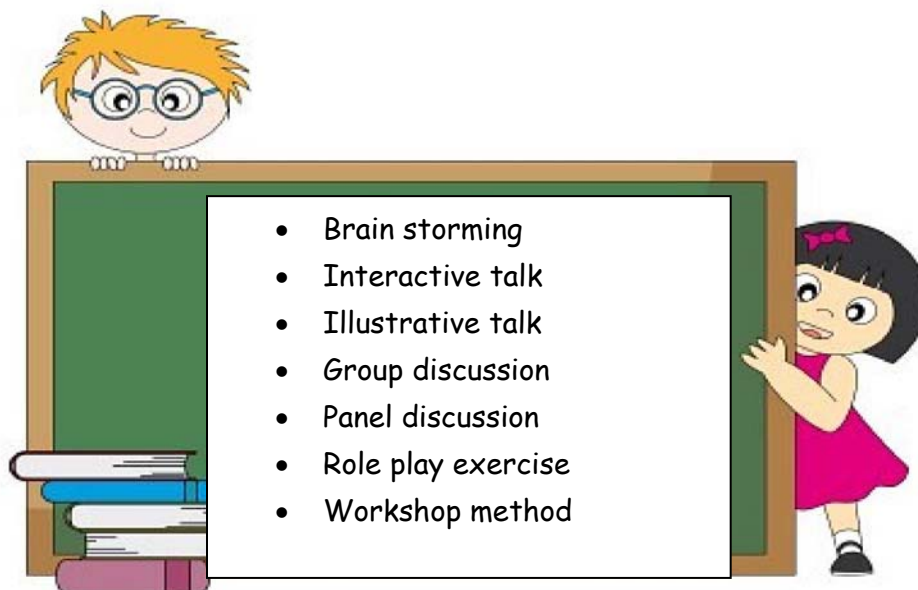 • Brain storming
• Interactive talk
• Illustrative talk
• Group discussion
• Panel discussion
• Role play exercise
• Workshop method